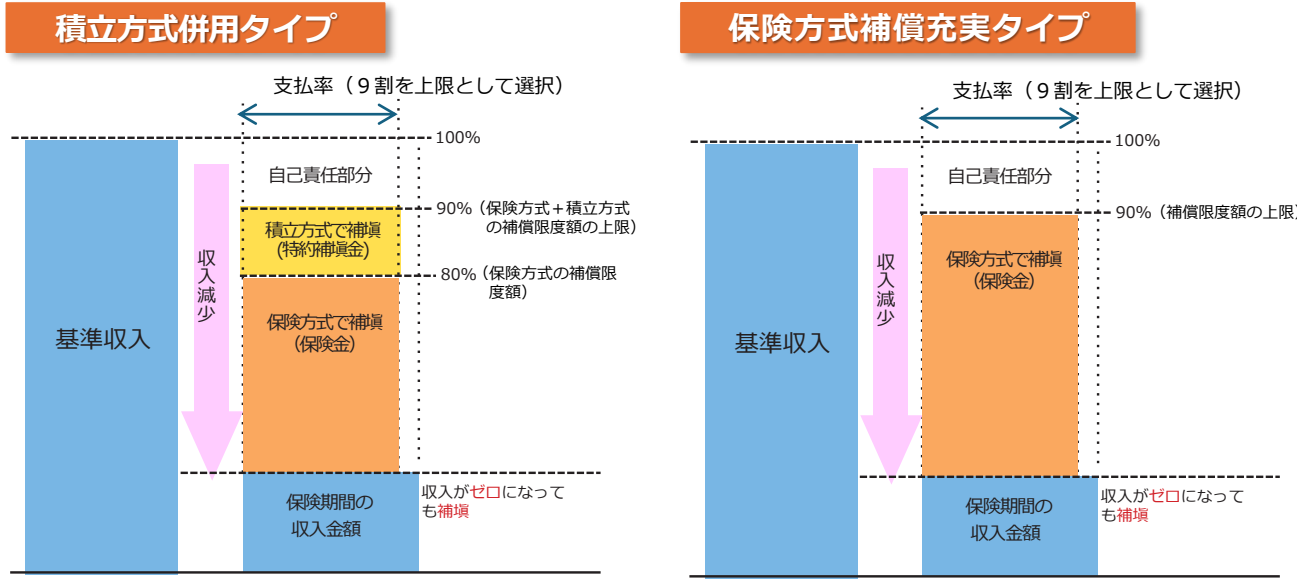 積立方式併用タイプ
支払率（９割を上限として選択）
100%
自己責任部分
90%（保険方式＋積立方式
の補償限度額の上限）
積立方式で補塡
(特約補塡金)
80%（保険方式の補償限
度額）
収入減少
基準収入
保険方式で補塡
(保険金)
収入がゼロになって
も補塡
保険期間の
収入金額
保険方式補償充実タイプ
支払率（９割を上限として選択）
100%
自己責任部分
90%（補償限度額の上限）
保険方式で補塡
(保険金)
収入減少
基準収入
収入がゼロになって
も補塡
保険期間の
収入金額